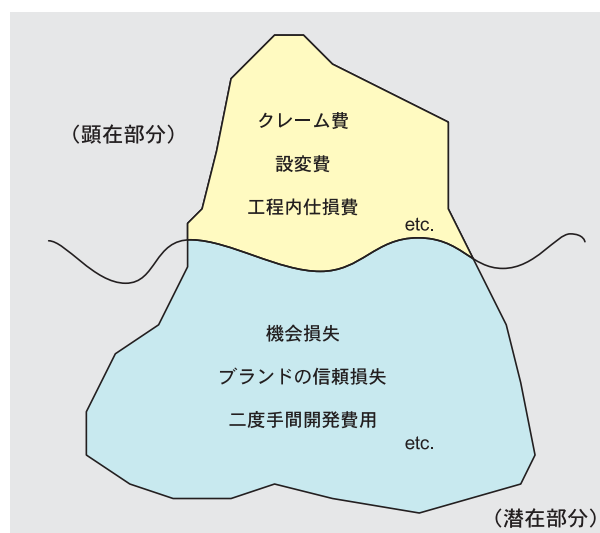 クレーム費
（顕在部分）
設変費
工程内仕損費
etc.
機会損失
ブランドの信頼損失
二度手間開発費用
etc.
（潜在部分）